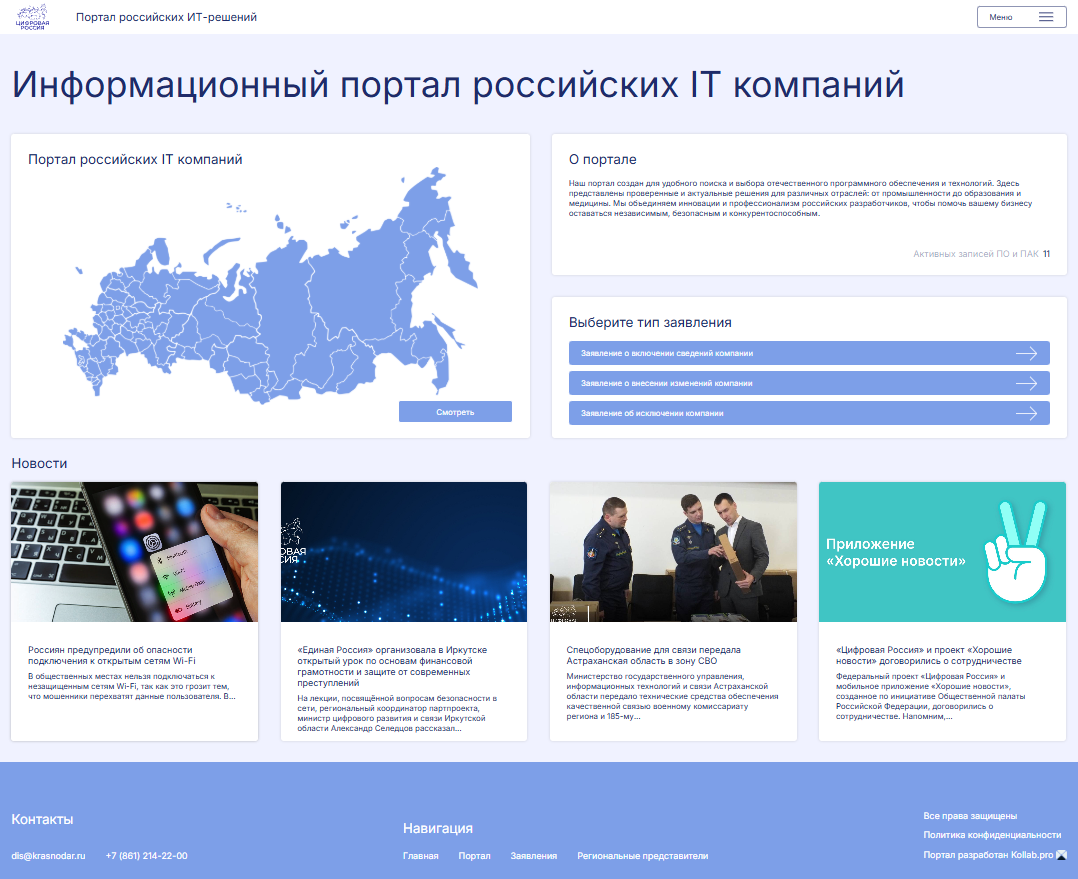 ЦИФРОВАЯ
РОССИЯ
Портал российских ИТ-решений
Меню
Информационный портал российских IT компаний
Портал российских IT компаний
Смотреть
О портале
Наш портал создан для удобного поиска и выбора отечественного программного обеспечения и технологий. Здесь
представлены проверенные и актуальные решения для различных отраслей: от промышленности до образования и
медицины. Мы объединяем инновации и профессионализм российских разработчиков, чтобы помочь вашему бизнесу
оставаться независимым, безопасным и конкурентоспособным.
Активных записей ПО и ПАК 11
Выберите тип заявления
Заявление о включении сведений компании
Заявление о внесении изменений компании
Заявление об исключении компании
Новости
Bluetooth
Wi-Fi
Россиян предупредили об опасности
подключения к открытым сетям Wi-Fi
В общественных местах нельзя подключаться к
незащищенным сетям Wi-Fi, так как это грозит тем,
что мошенники перехватят данные пользователя. В...
ОВАЯ
СИЯ
«Единая Россия» организовала в Иркутске
открытый урок по основам финансовой
грамотности и защите от современных
преступлений
На лекции, посвящённой вопросам безопасности в
сети, региональный координатор партпроекта,
министр цифрового развития и связи Иркутской
области Александр Селедцов рассказал...
Спецоборудование для связи передала
Астраханская область в зону СВО
Министерство государственного управления,
информационных технологий и связи Астраханской
области передало технические средства обеспечения
качественной связью военному комиссариату
региона и 185-му...
Приложение
«Хорошие новости»
«Цифровая Россия» и проект «Хорошие
новости» договорились о сотрудничестве
Федеральный проект «Цифровая Россия» и
мобильное приложение «Хорошие новости»,
созданное по инициативе Общественной палаты
Российской Федерации, договорились о
сотрудничестве. Напомним,...
Контакты
dis@krasnodar.ru
+7 (861) 214-22-00
Навигация
Главная
Портал
Заявления
Региональные представители
Все права защищены
Политика конфиденциальности
Портал разработан Kollab.pro